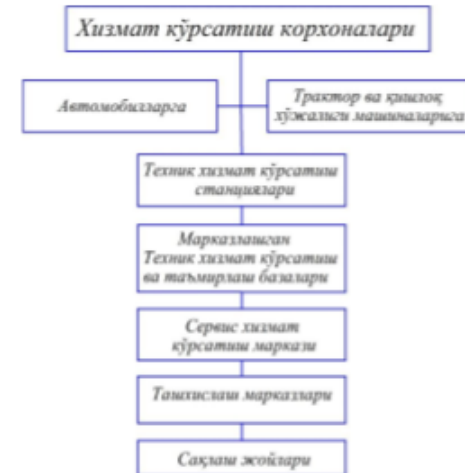 Хизмат кўрсатиш корхоналари
Автомобилларга
Трактор ва қишлоқ
хўжалиги машиналарига
Техник хизмат кўрсатиш
станциялари
Марказлашган
Техник хизмат кўрсатиш
ва таъмирлаш базалари
Сервис хизмат
кўрсатиш маркази
Ташхислаш марказлари
Сақлаш жойлари